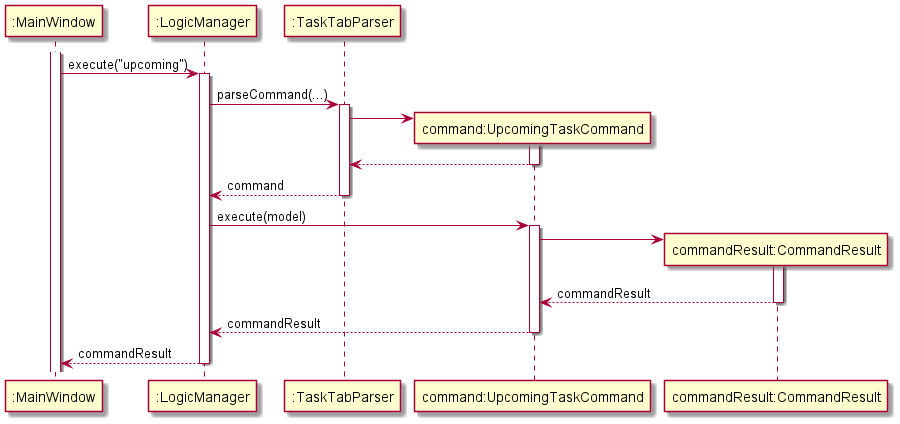 :MainWindow :LogicManager :TaskTabParser
execute("upcoming")
parseCommand(...)
command:UpcomingTaskCommand
command
execute(model)
commandResult:CommandResult
commandResult
commandResult
commandResult
:MainWindow :LogicManager :TaskTabParser command:UpcomingTaskCommand commandResult:CommandResult